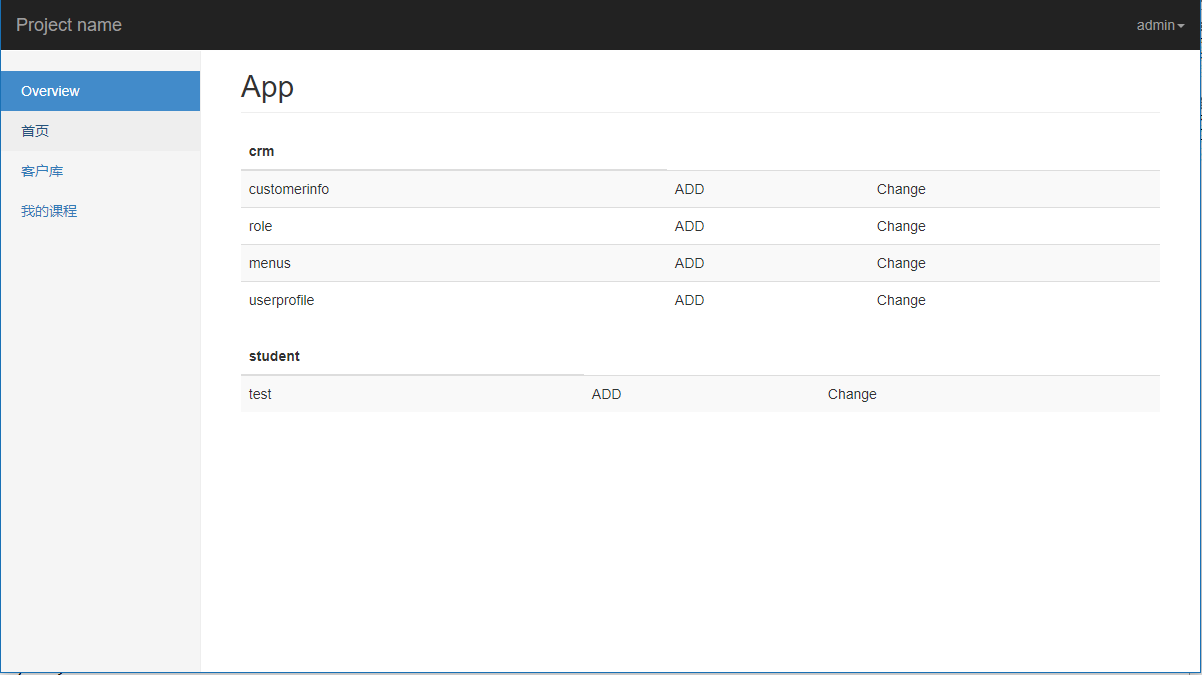 Project name
admin
Overview
首页
客户库
我的课程
App
crm
customerinfo ADD Change
role ADD Change
menus ADD Change
userprofile ADD Change
student
test ADD Change